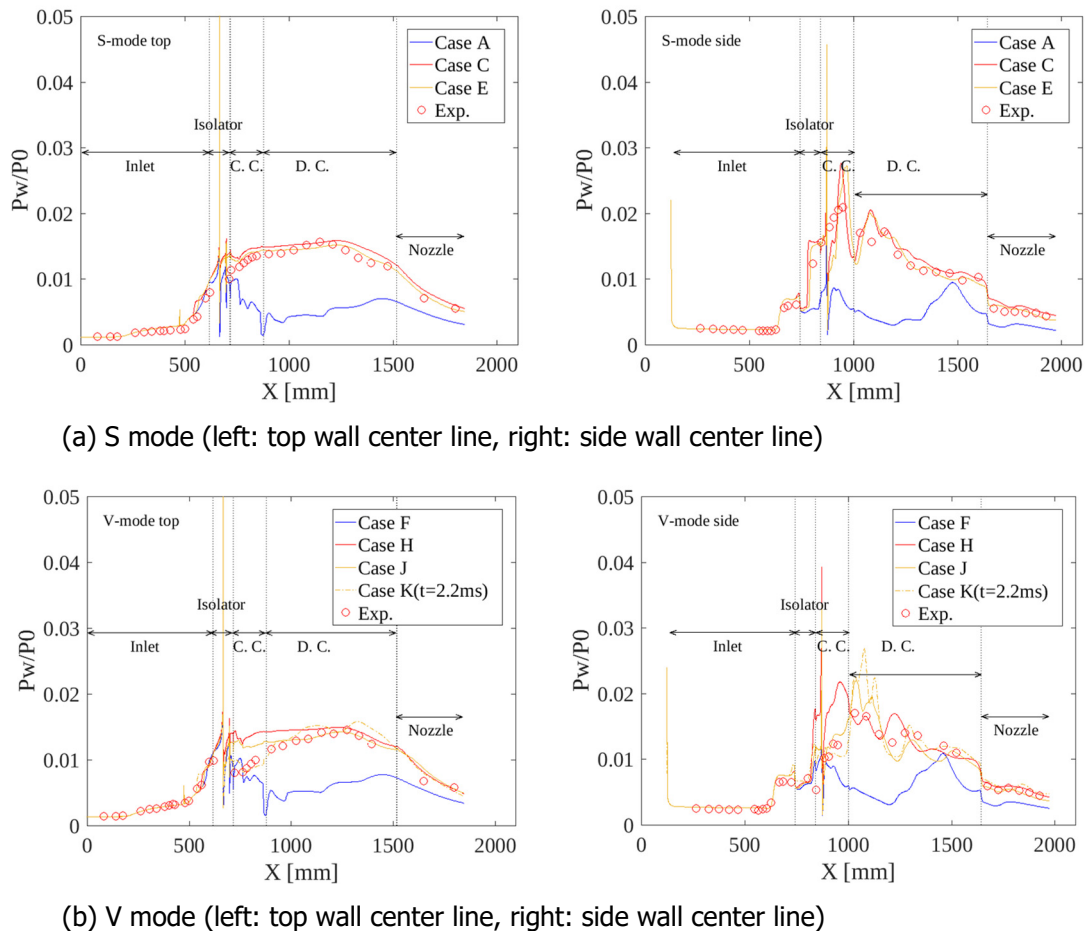 0.05
0.04
0.03
0.02
0.01
0
Pw/P0
S-mode top
Case A
Case C
Case E
Exp.
Isolator
Inlet
C. C.
D. C.
Nozzle
0 500 1000 1500 2000
X [mm]
0.05
0.04
0.03
0.02
0.01
0
Pw/P0
S-mode side
Case A
Case C
Case E
Exp.
Isolator
Inlet
C. C.
D. C.
Nozzle
0 500 1000 1500 2000
X [mm]
(a) S mode (left: top wall center line, right: side wall center line)
0.05
0.04
0.03
0.02
0.01
0
Pw/P0
V-mode top
Case F
Case H
Case J
Case K(t=2.2ms)
Exp.
Isolator
Inlet
C. C.
D. C.
Nozzle
0 500 1000 1500 2000
X [mm]
0.05
0.04
0.03
0.02
0.01
0
Pw/P0
V-mode side
Case F
Case H
Case J
Case K(t=2.2ms)
Exp.
Isolator
Inlet
C. C.
D. C.
Nozzle
0 500 1000 1500 2000
X [mm]
(b) V mode (left: top wall center line, right: side wall center line)